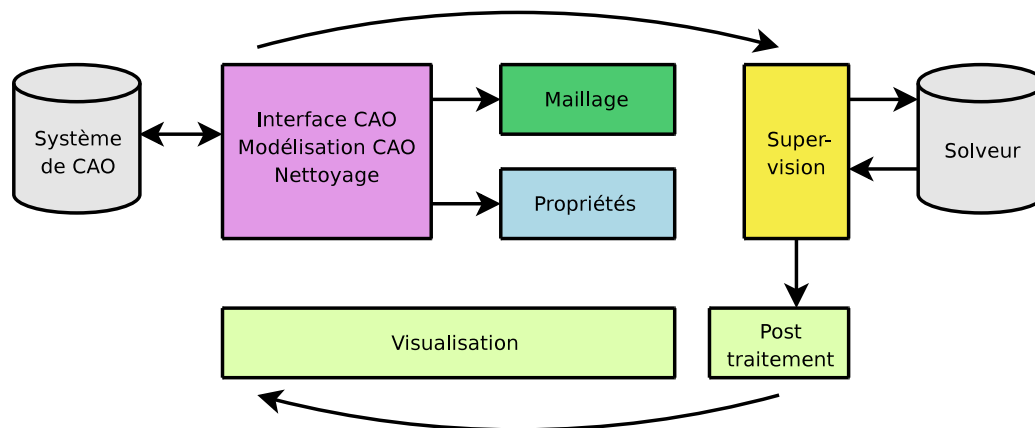 Système
de CAO
Interface CAO
Modélisation CAO
Nettoyage
Maillage
Propriétés
Super-
vision
Solveur
Visualisation
Post
traitement